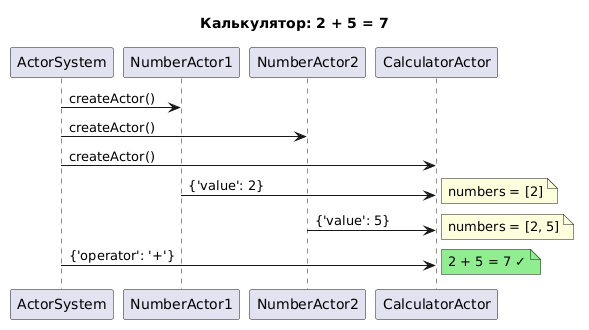 Калькулятор: 2 + 5 = 7
ActorSystem NumberActor1 NumberActor2 CalculatorActor
createActor()
createActor()
createActor()
{'value': 2} numbers = [2]
{'value': 5} numbers = [2, 5]
{'operator': '+'} 2 + 5 = 7 ✓
ActorSystem NumberActor1 NumberActor2 CalculatorActor